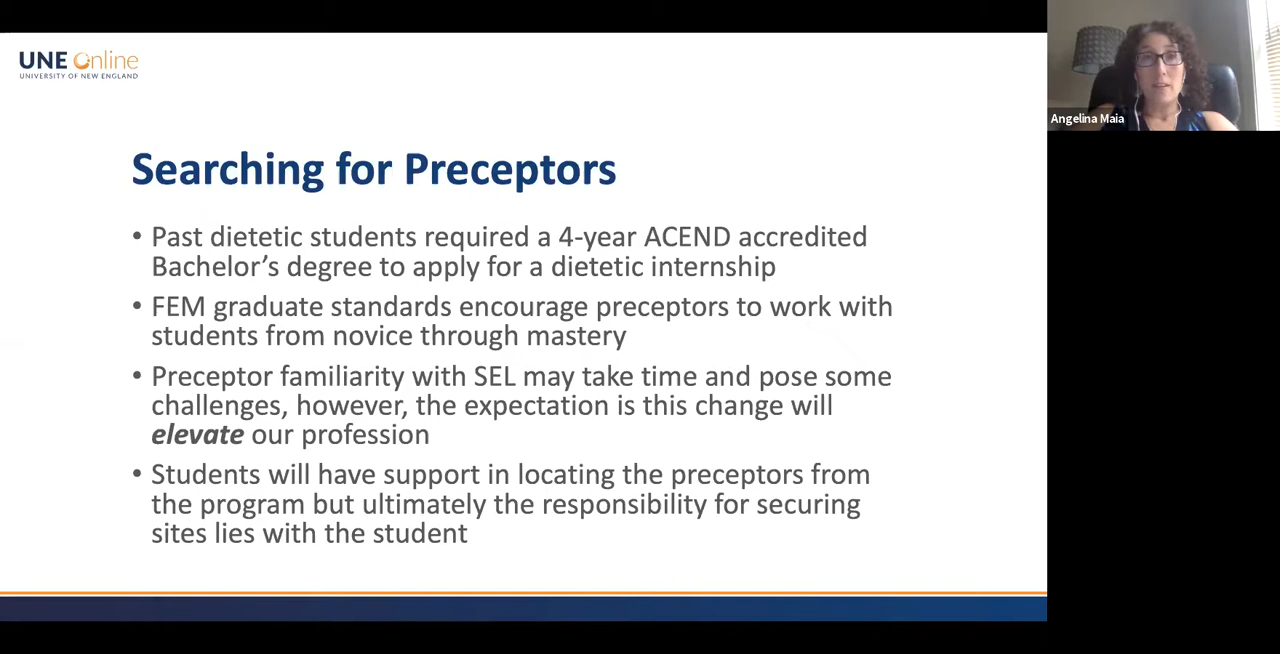 UNE Online
UNIVERSITY OF NEW ENGLAND
Angelina Maia
Searching for Preceptors
• Past dietetic students required a 4-year ACEND accredited
Bachelor's degree to apply for a dietetic internship
• FEM graduate standards encourage preceptors to work with
students from novice through mastery
• Preceptor familiarity with SEL may take time and pose some
challenges, however, the expectation is this change will
elevate our profession
• Students will have support in locating the preceptors from
the program but ultimately the responsibility for securing
sites lies with the student